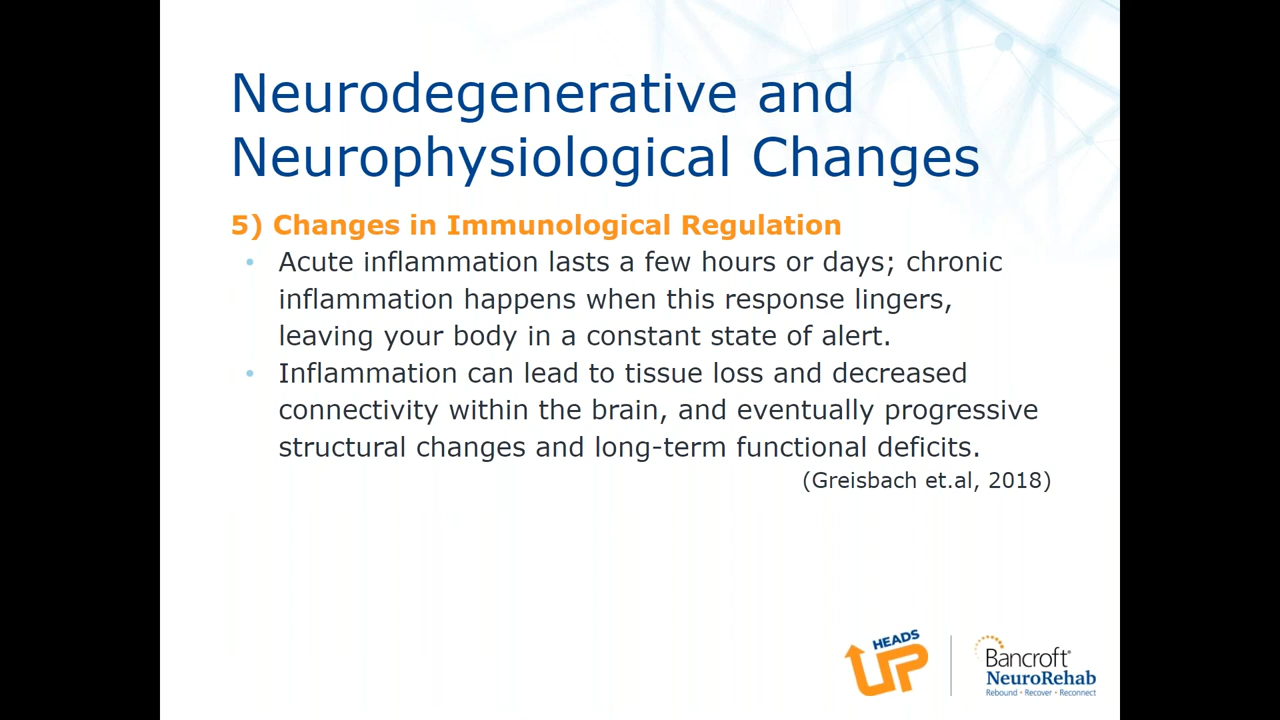 Neurodegenerative and
Neurophysiological Changes
5) Changes in Immunological Regulation
• Acute inflammation lasts a few hours or days; chronic
inflammation happens when this response lingers,
leaving your body in a constant state of alert.
• Inflammation can lead to tissue loss and decreased
connectivity within the brain, and eventually progressive
structural changes and long-term functional deficits.
(Greisbach et.al, 2018)
HEADS
UP
Bancroft®
NeuroRehab
Rebound • Recover • Reconnect